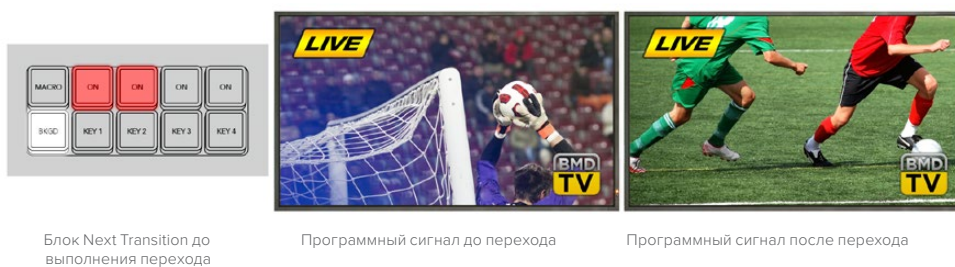 MACRO ON ON ON ON
BKGD KEY 1 KEY 2 KEY 3 KEY 4
LIVE
BMD
TV
LIVE
BMD
TV
Блок Next Transition до
выполнения перехода
Программный сигнал до перехода
Программный сигнал после перехода